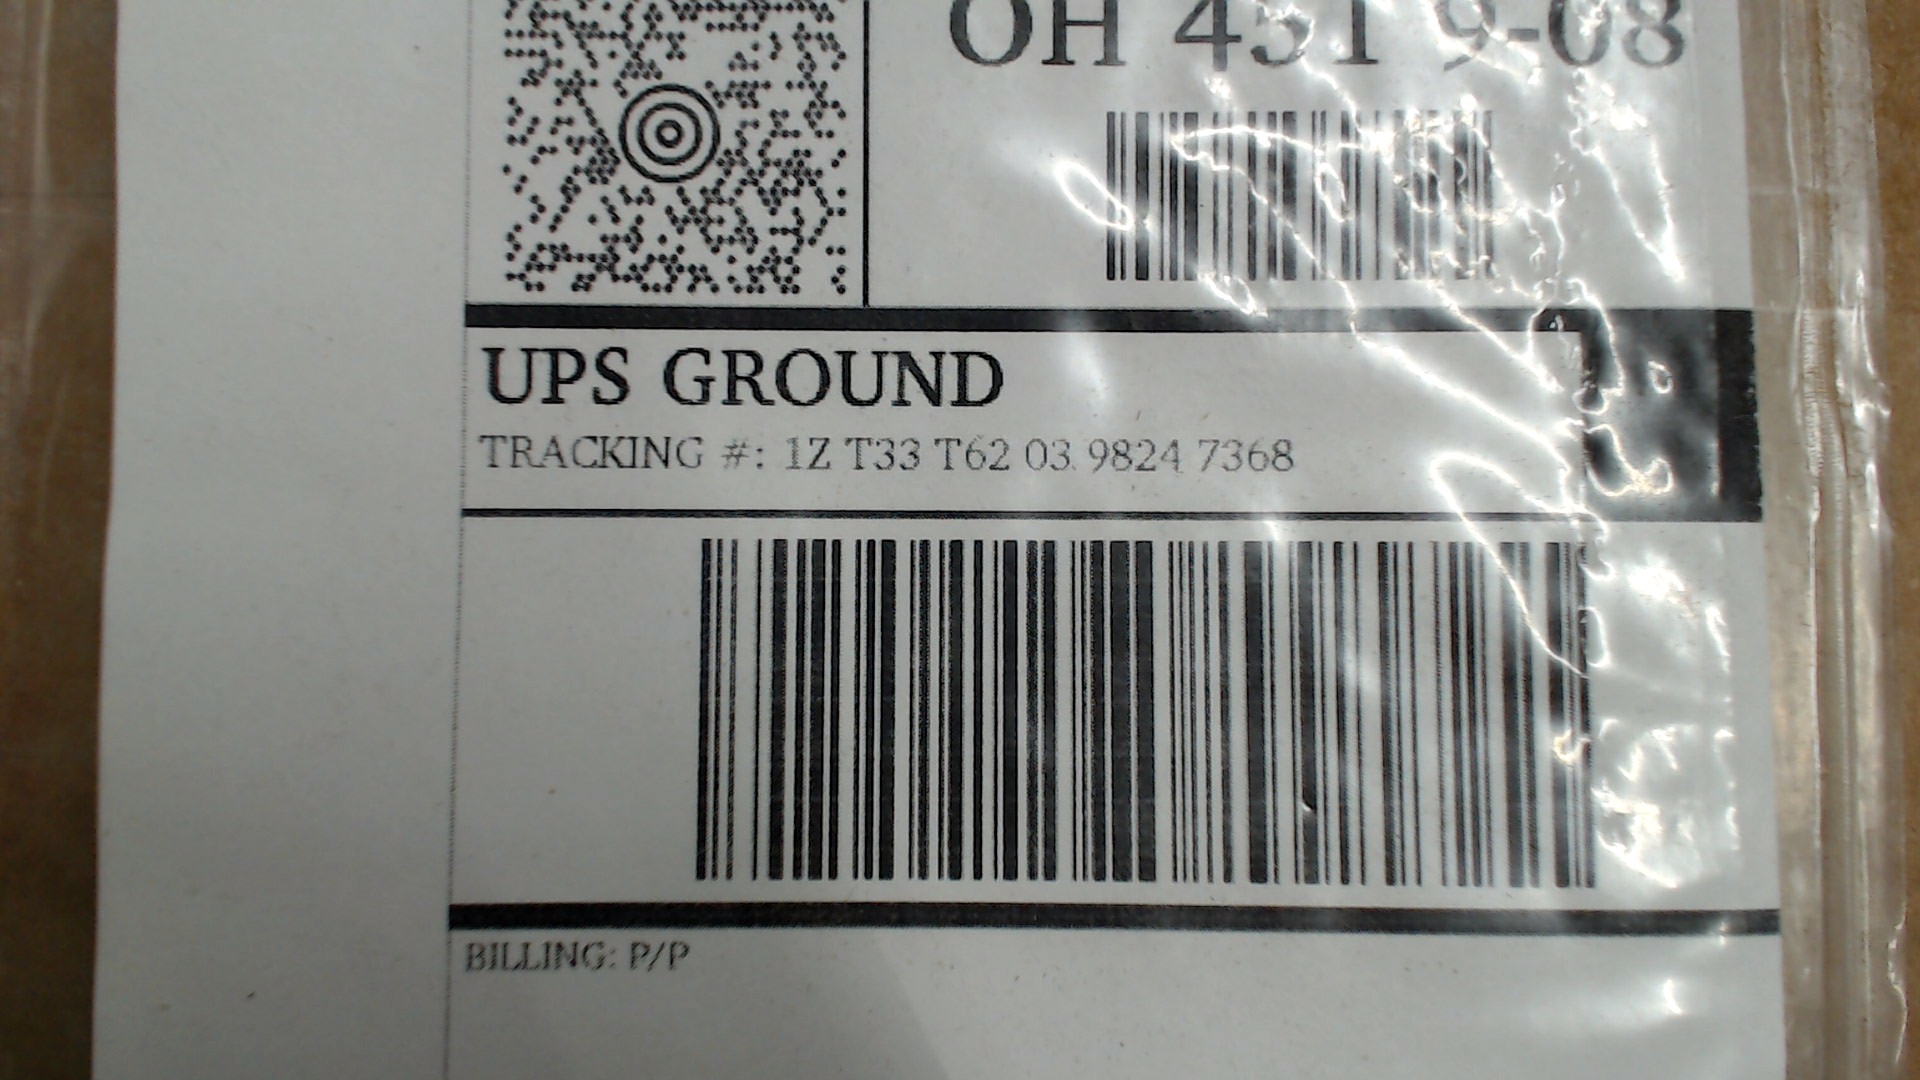 OH 451 9-08
UPS GROUND
TRACKING #: 1Z T33 T62 03 9824 7368
BILLING: P/P